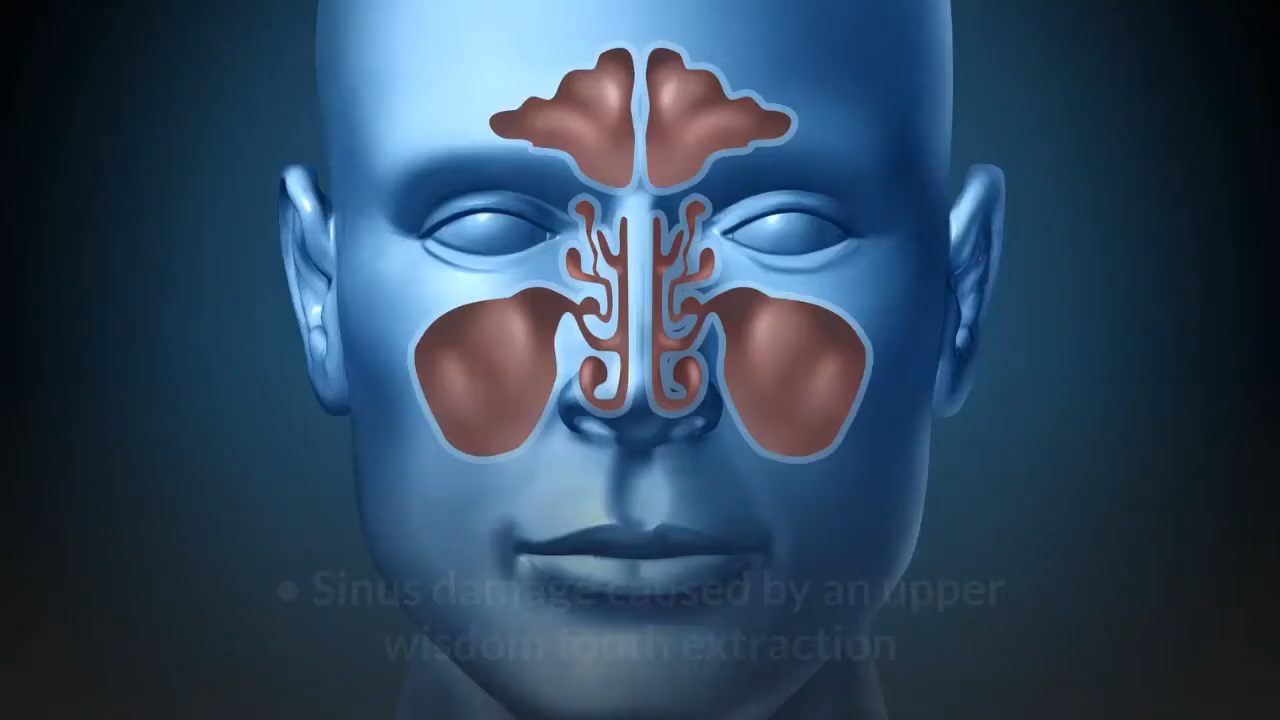 • Sinus damage caused by an upper
wisdom tooth extraction